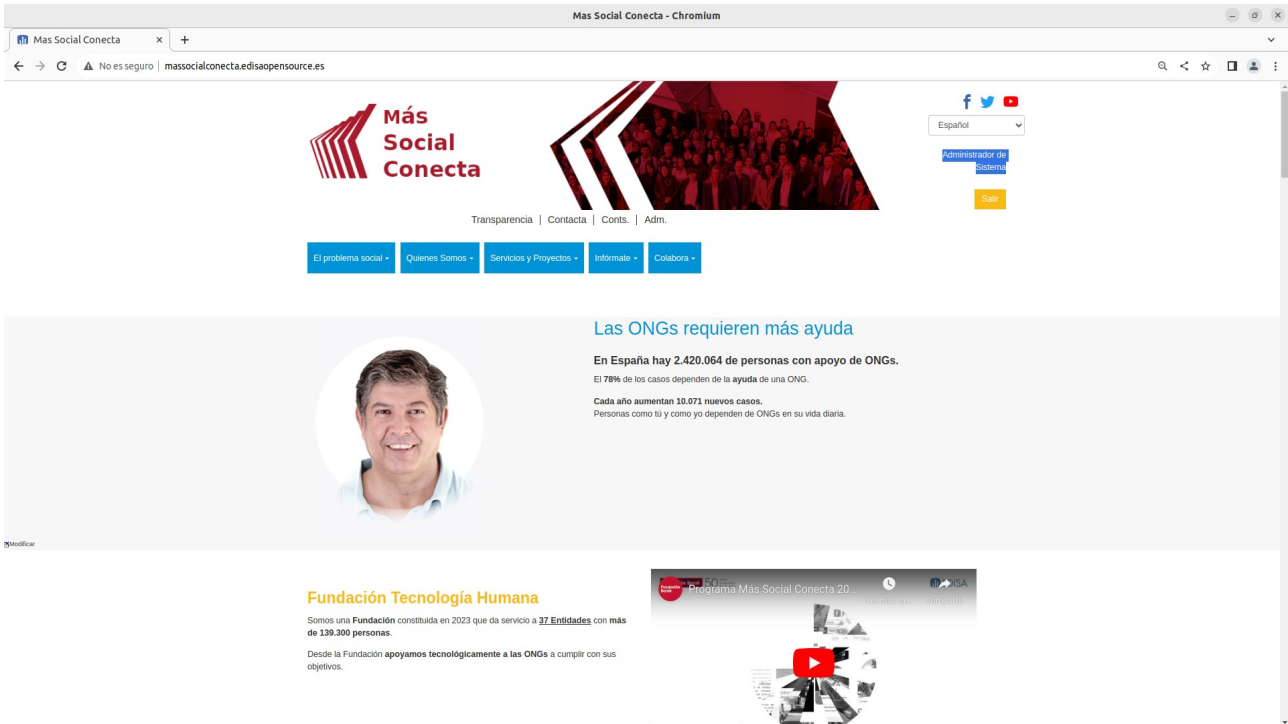 Mas Social Conecta - Chromium
Mas Social Conecta
No es seguro
massocialconecta.edisaopensource.es
Más
Social
Conecta
Español
Administrador de
Sistema
Salir
Transparencia | Contacta | Conts. | Adm.
El problema social
Quienes Somos
Servicios y Proyectos
Infórmate
Colabora
Las ONGs requieren más ayuda
En España hay 2.420.064 de personas con apoyo de ONGs.
El 78% de los casos dependen de la ayuda de una ONG.
Cada año aumentan 10.071 nuevos casos.
Personas como tú y como yo dependen de ONGs en su vida diaria.
Modificar
Fundación Tecnología Humana
Somos una Fundación constituida en 2023 que da servicio a 37 Entidades con más
de 139.300 personas.
Desde la Fundación apoyamos tecnológicamente a las ONGs a cumplir con sus
objetivos.
Programa Más Social Conecta 20...